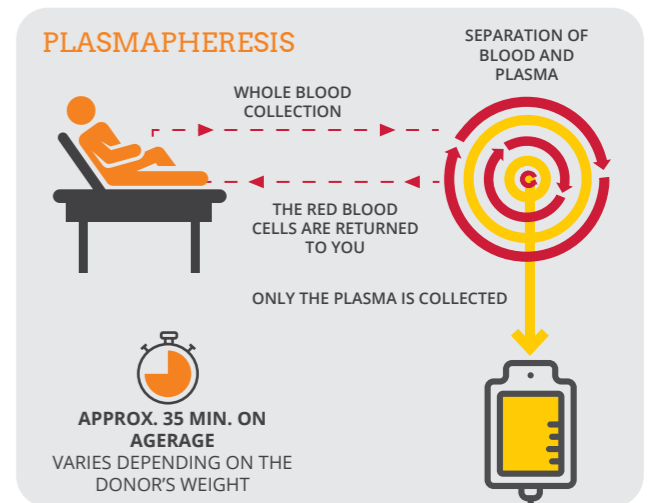 PLASMAPHERESIS
SEPARATION OF
BLOOD AND
PLASMA
WHOLE BLOOD
COLLECTION
THE RED BLOOD
CELLS ARE RETURNED
TO YOU
ONLY THE PLASMA IS COLLECTED
APPROX. 35 MIN. ON
AGERAGE
VARIES DEPENDING ON THE
DONOR'S WEIGHT